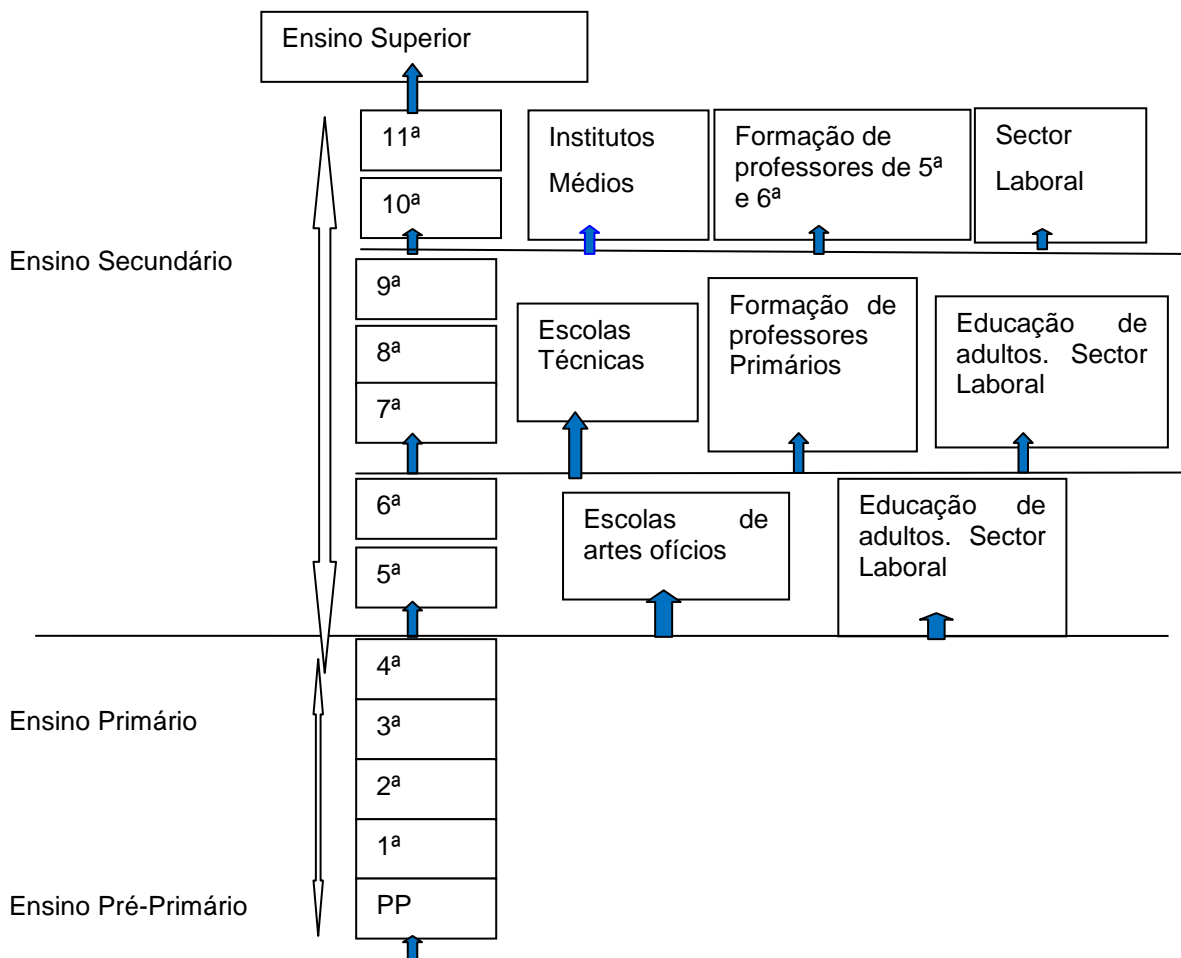 Ensino Superior
11ª
Institutos
Médios
Formação de
professores de 5ª
e 6ª
Sector
Laboral
10ª
Ensino Secundário
9ª
8ª
7ª
Escolas
Técnicas
Formação de
professores
Primários
Educação de
adultos. Sector
Laboral
6ª
5ª
Escolas de
artes ofícios
Educação de
adultos. Sector
Laboral
4ª
Ensino Primário
3ª
2ª
1ª
Ensino Pré-Primário
PP